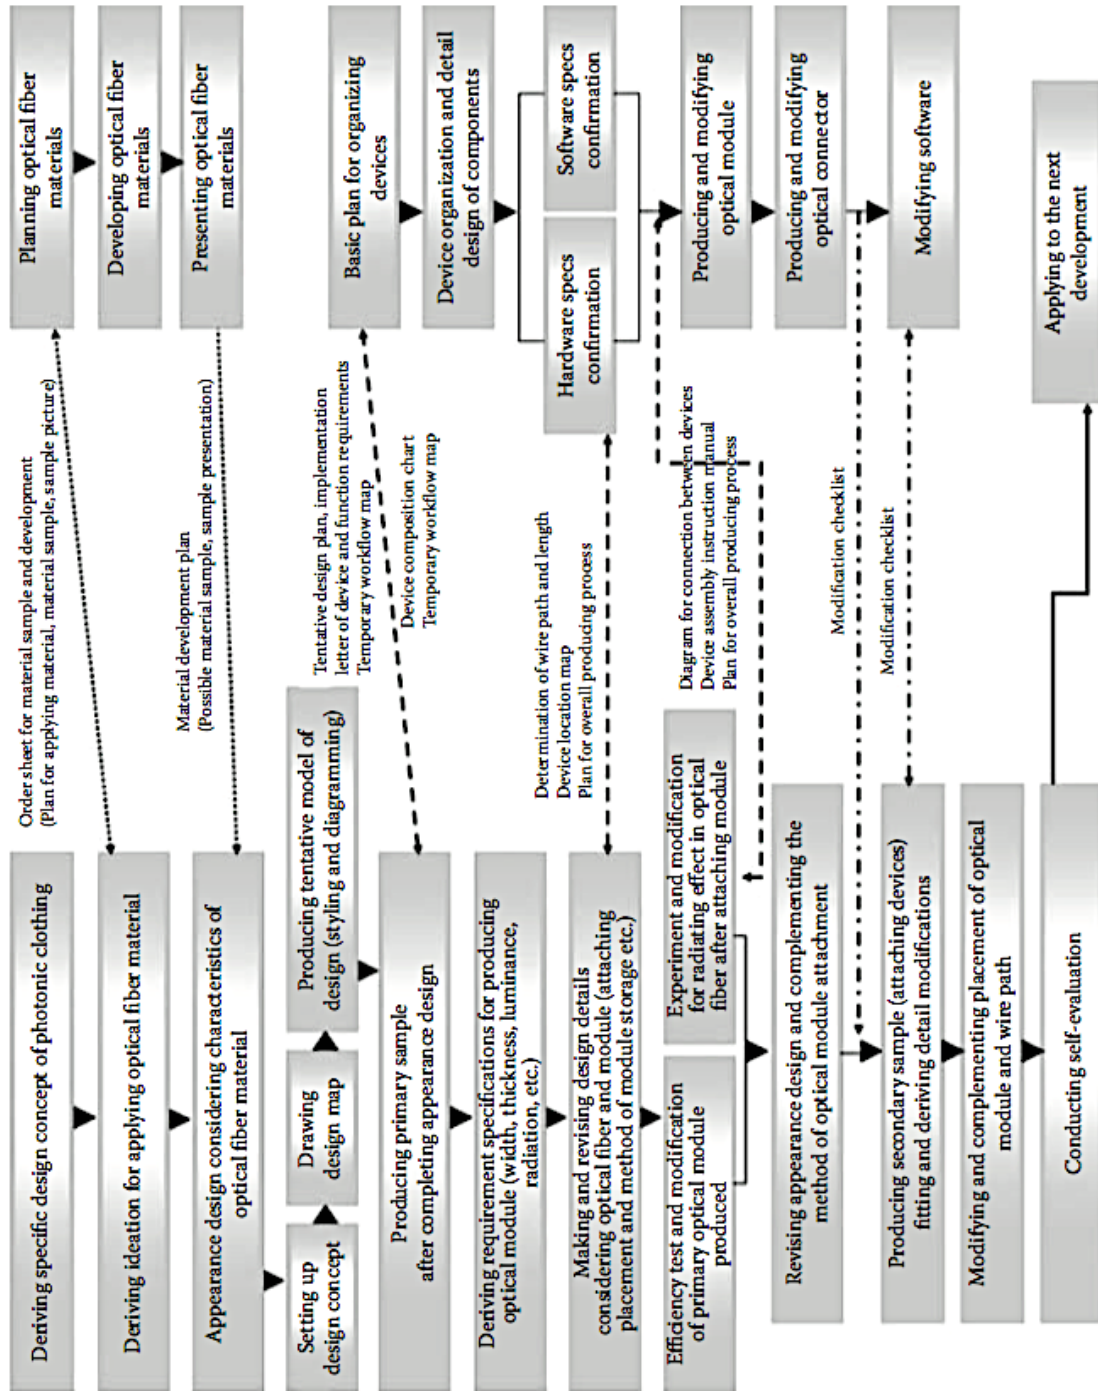 Deriving specific design concept of photonic clothing
Deriving ideation for applying optical fiber material
Appearance design considering characteristics of
optical fiber material
Setting up
design concept
Drawing
design map
Producing tentative model of
design (styling and diagramming)
Producing primary sample
after completing appearance design
Deriving requirement specifications for producing
optical module (width, thickness, luminance,
radiation, etc.)
Making and revising design details
considering optical fiber and module (attaching
placement and method of module storage etc.)
Efficiency test and modification
of primary optical module
produced
Experiment and modification
for radiating effect in optical
fiber after attaching module
Revising appearance design and complementing the
method of optical module attachment
Producing secondary sample (attaching devices)
fitting and deriving detail modifications
Modifying and complementing placement of optical
module and wire path
Conducting self-evaluation
Order sheet for material sample and development
(Plan for applying material, material sample, sample picture)
Material development plan
(Possible material sample, sample presentation)
Tentative design plan, implementation
letter of device and function requirements
Temporary workflow map
Device composition chart
Temporary workflow map
Determination of wire path and length
Device location map
Plan for overall producing process
Diagram for connection between devices
Device assembly instruction manual
Plan for overall producing process
Modification checklist
Modification checklist
Planning optical fiber
materials
Developing optical fiber
materials
Presenting optical fiber
materials
Basic plan for organizing
devices
Device organization and detail
design of components
Hardware specs
confirmation
Software specs
confirmation
Producing and modifying
optical module
Producing and modifying
optical connector
Modifying software
Applying to the next
development